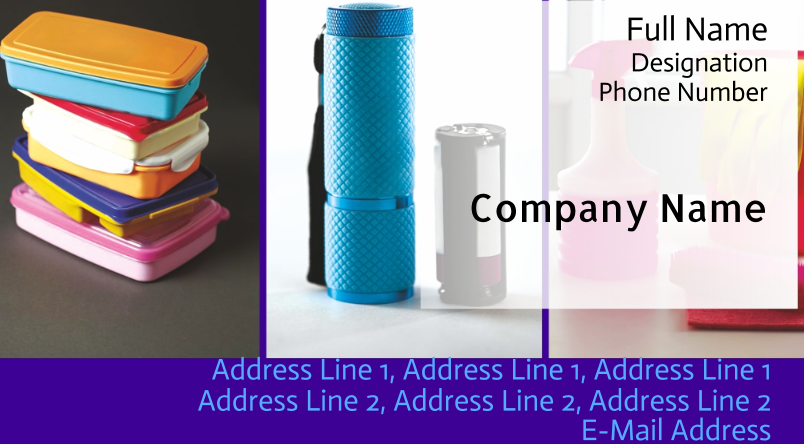 Full Name
Designation
Phone Number
Company Name
Address Line 1, Address Line 1, Address Line 1
Address Line 2, Address Line 2, Address Line 2
E-Mail Address